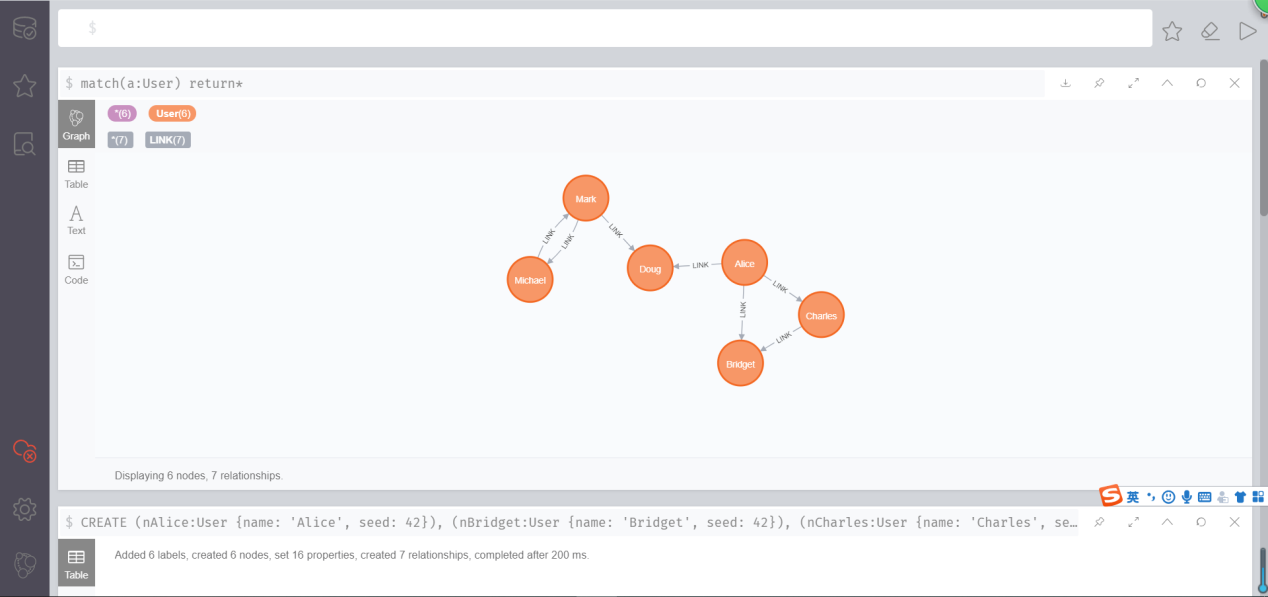 $
$ match(a:User) return*
*(6) User(6)
*(7) LINK(7)
Graph
Table
Text
Code
Mark
LINK
LINK
LINK
Michael
Doug
LINK
Alice
LINK
LINK
Charles
LINK
Bridget
Displaying 6 nodes, 7 relationships.
英
$ CREATE (nAlice:User {name: 'Alice', seed: 42}), (nBridget:User {name: 'Bridget', seed: 42}), (nCharles:User {name: 'Charles', se…
Table
Added 6 labels, created 6 nodes, set 16 properties, created 7 relationships, completed after 200 ms.